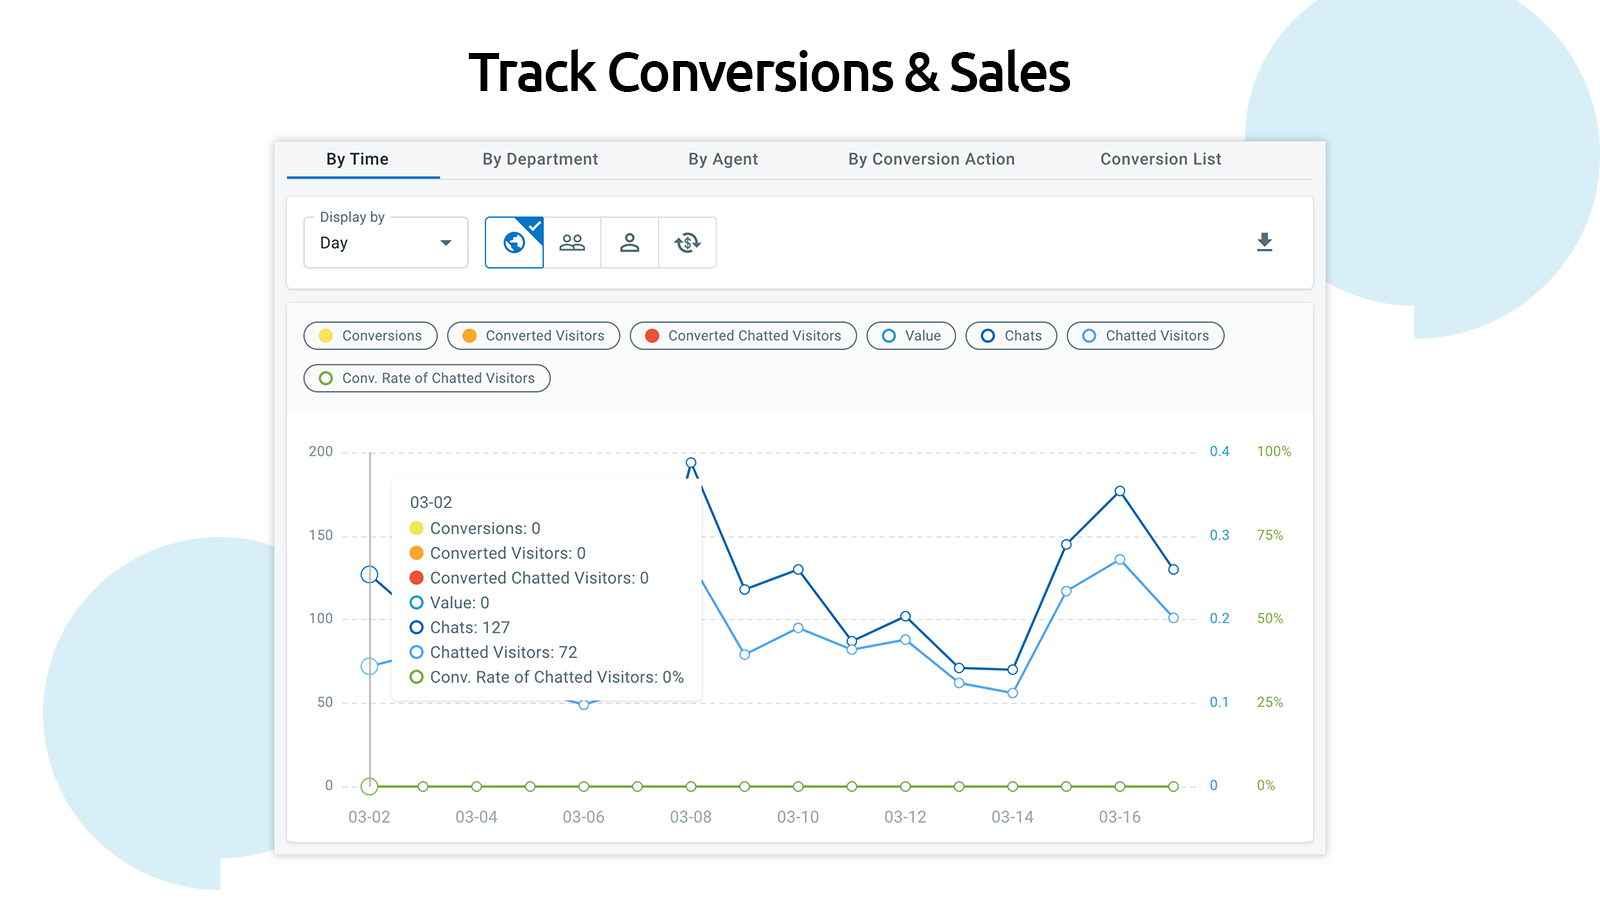 Track Conversions & Sales
By Time By Department By Agent By Conversion Action Conversion List
Display by
Day
Conversions Converted Visitors Converted Chatted Visitors Value Chats Chatted Visitors
Conv. Rate of Chatted Visitors
200 0.4 100%
03-02
Conversions: 0
150 0.3 75%
Converted Visitors: 0
Converted Chatted Visitors: 0
Value: 0
100 0.2 50%
Chats: 127
Chatted Visitors: 72
Conv. Rate of Chatted Visitors: 0%
50 0.1 25%
0 0 0%
03-02 03-04 03-06 03-08 03-10 03-12 03-14 03-16